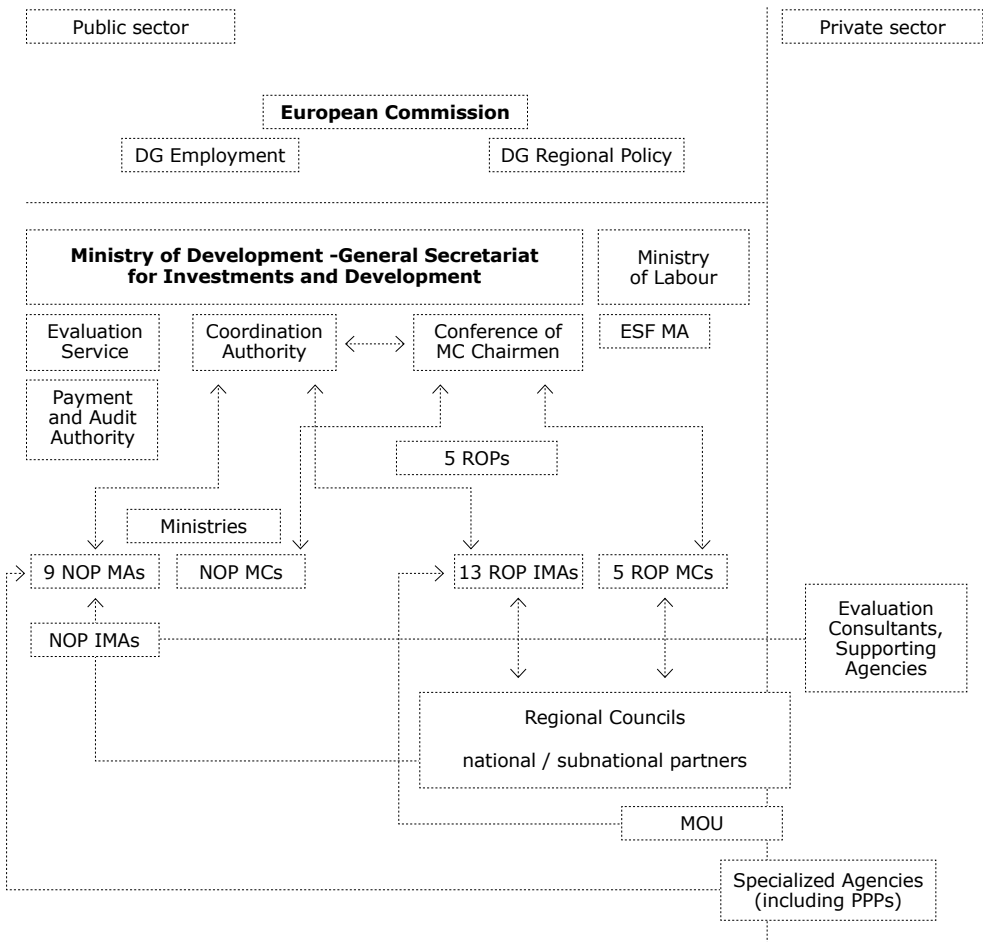 Public sector
Private sector
European Commission
DG Employment
DG Regional Policy
Ministry of Development -General Secretariat
for Investments and Development
Ministry
of Labour
Evaluation
Service
Coordination
Authority
Conference of
MC Chairmen
ESF MA
Payment
and Audit
Authority
5 ROPs
Ministries
9 NOP MAs
NOP MCs
13 ROP IMAs
5 ROP MCs
NOP IMAs
Evaluation
Consultants,
Supporting
Agencies
Regional Councils
national / subnational partners
MOU
Specialized Agencies
(including PPPs)